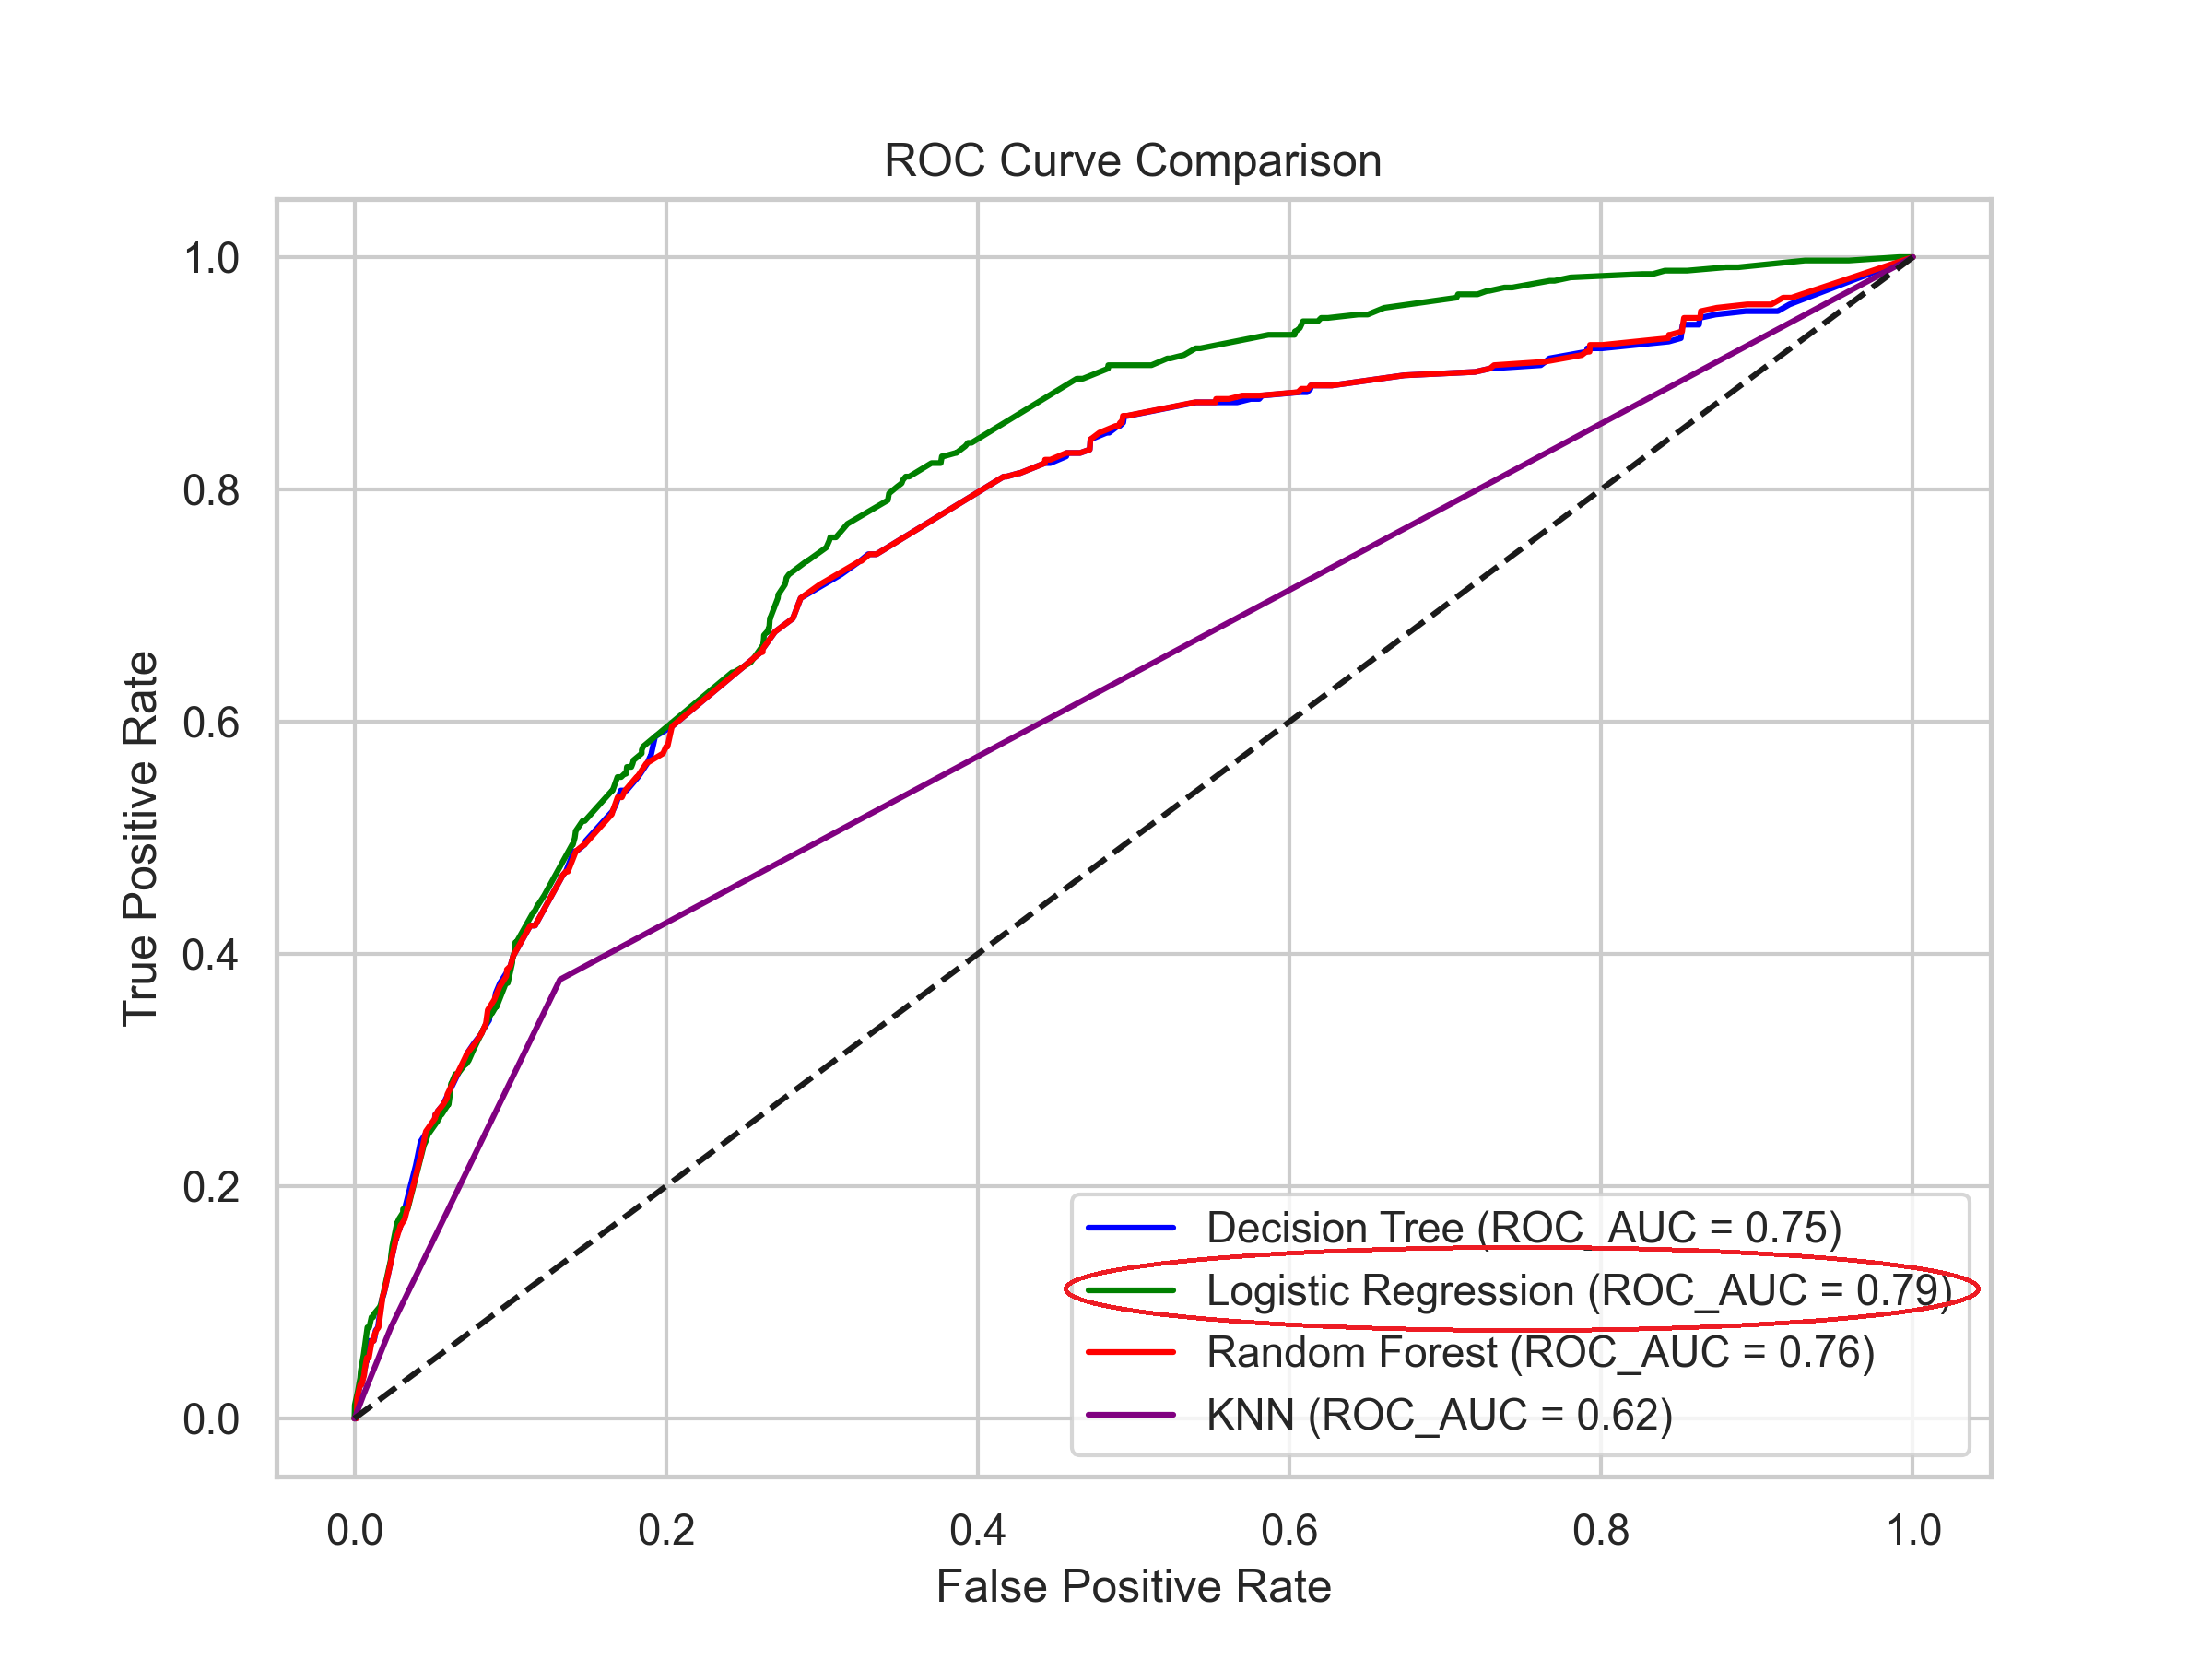 ROC Curve Comparison
1.0
0.8
0.6
0.4
0.2
0.0
True Positive Rate
Decision Tree (ROC_AUC = 0.75)
Logistic Regression (ROC_AUC = 0.79)
Random Forest (ROC_AUC = 0.76)
KNN (ROC_AUC = 0.62)
0.0 0.2 0.4 0.6 0.8 1.0
False Positive Rate